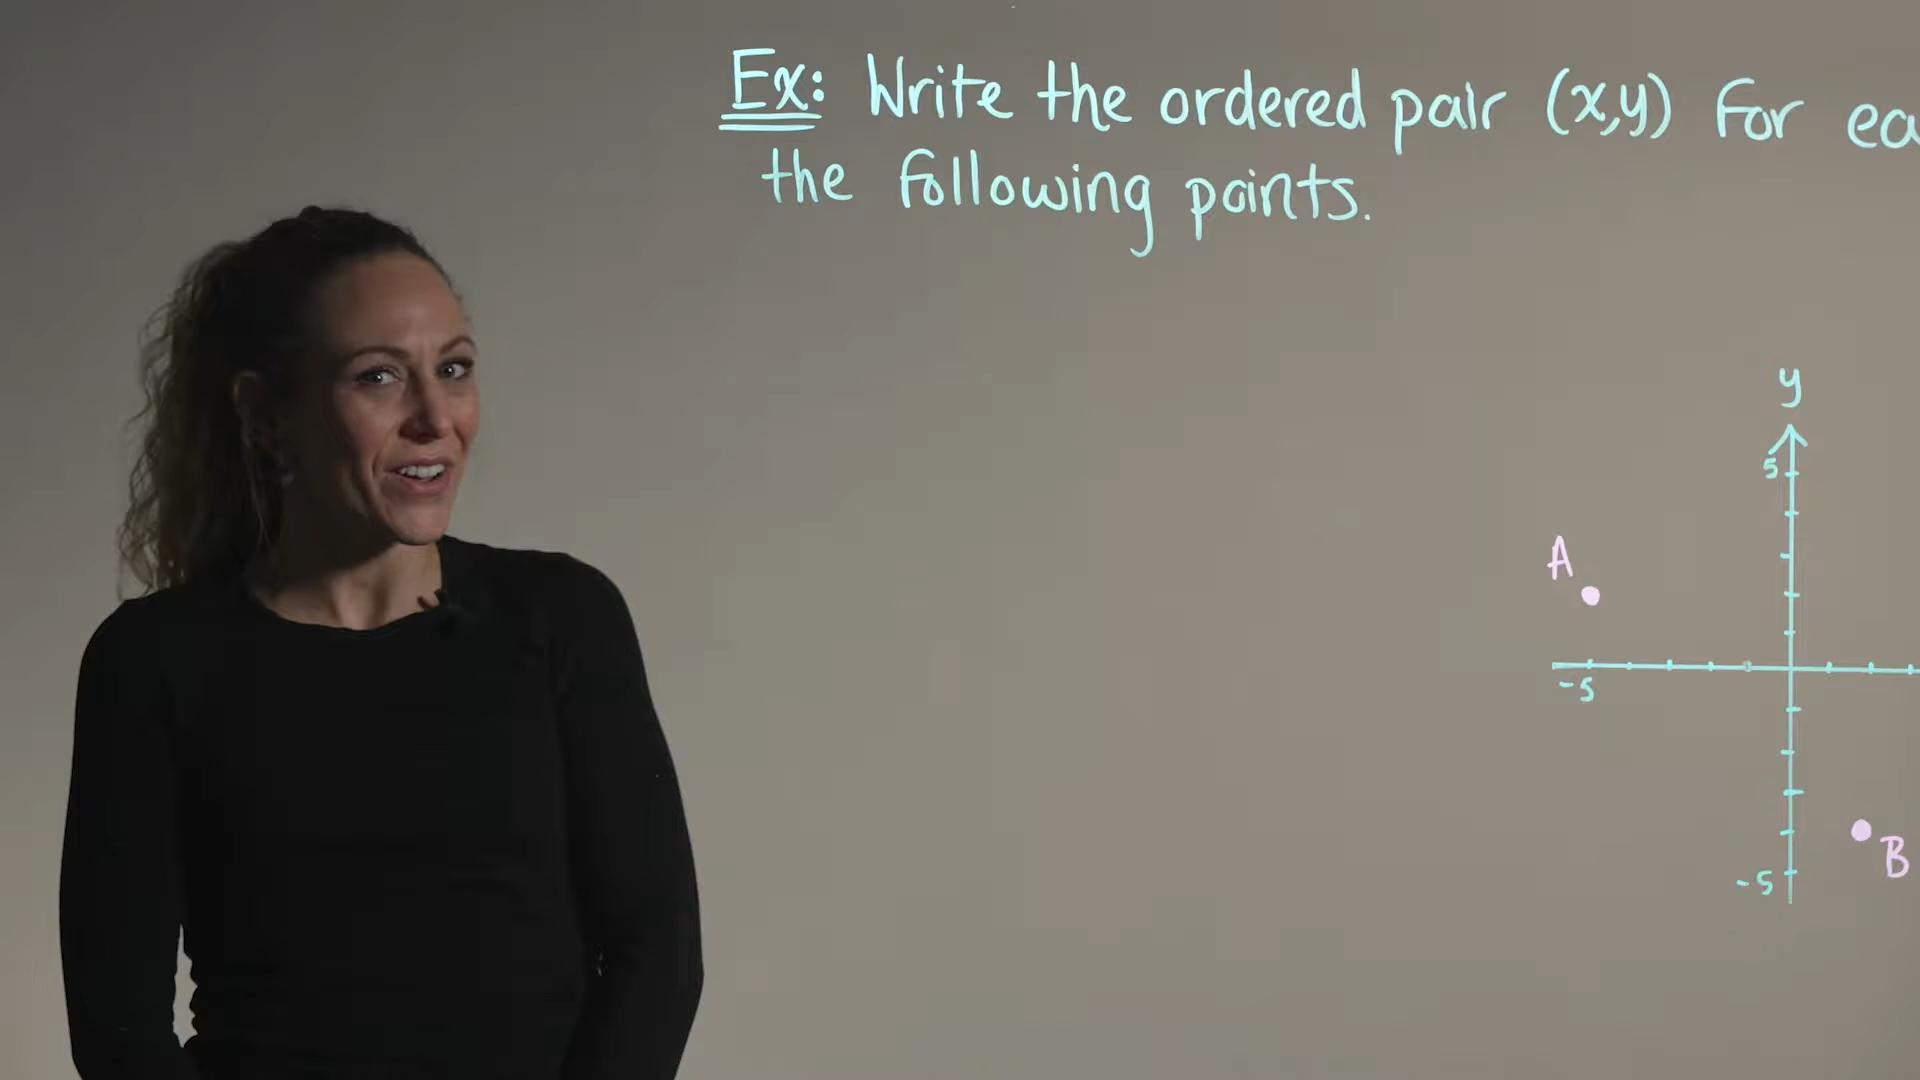 Ex: Write the ordered pair (x,y) for ea
the following points.
y
5
A
-5
B
-5